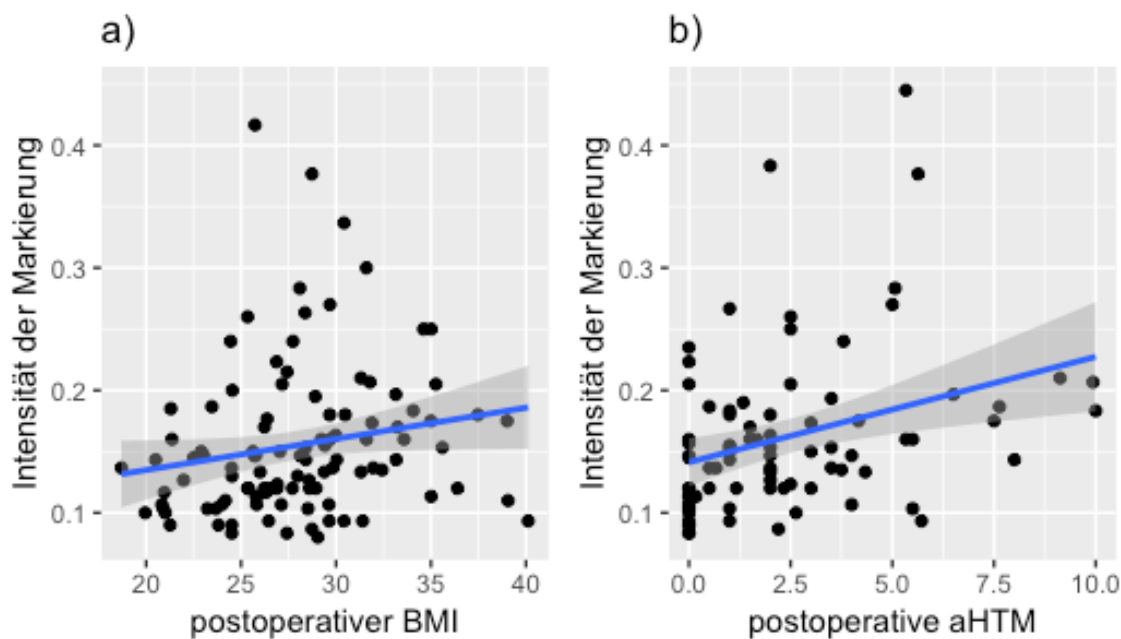 a)
Intensität der Markierung
0.4
0.3
0.2
0.1
20 25 30 35 40
postoperativer BMI
b)
Intensität der Markierung
0.4
0.3
0.2
0.1
0.0 2.5 5.0 7.5 10.0
postoperative aHTM